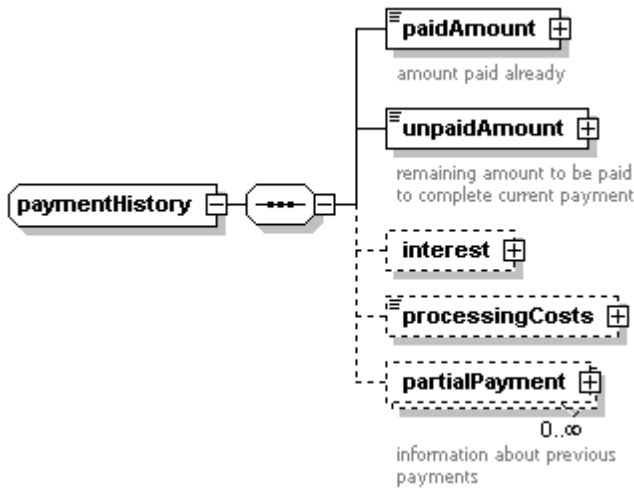 paidAmount
amount paid already
unpaidAmount
remaining amount to be paid
to complete current payment
paymentHistory
interest
processingCosts
partialPayment
0..∞
information about previous
payments